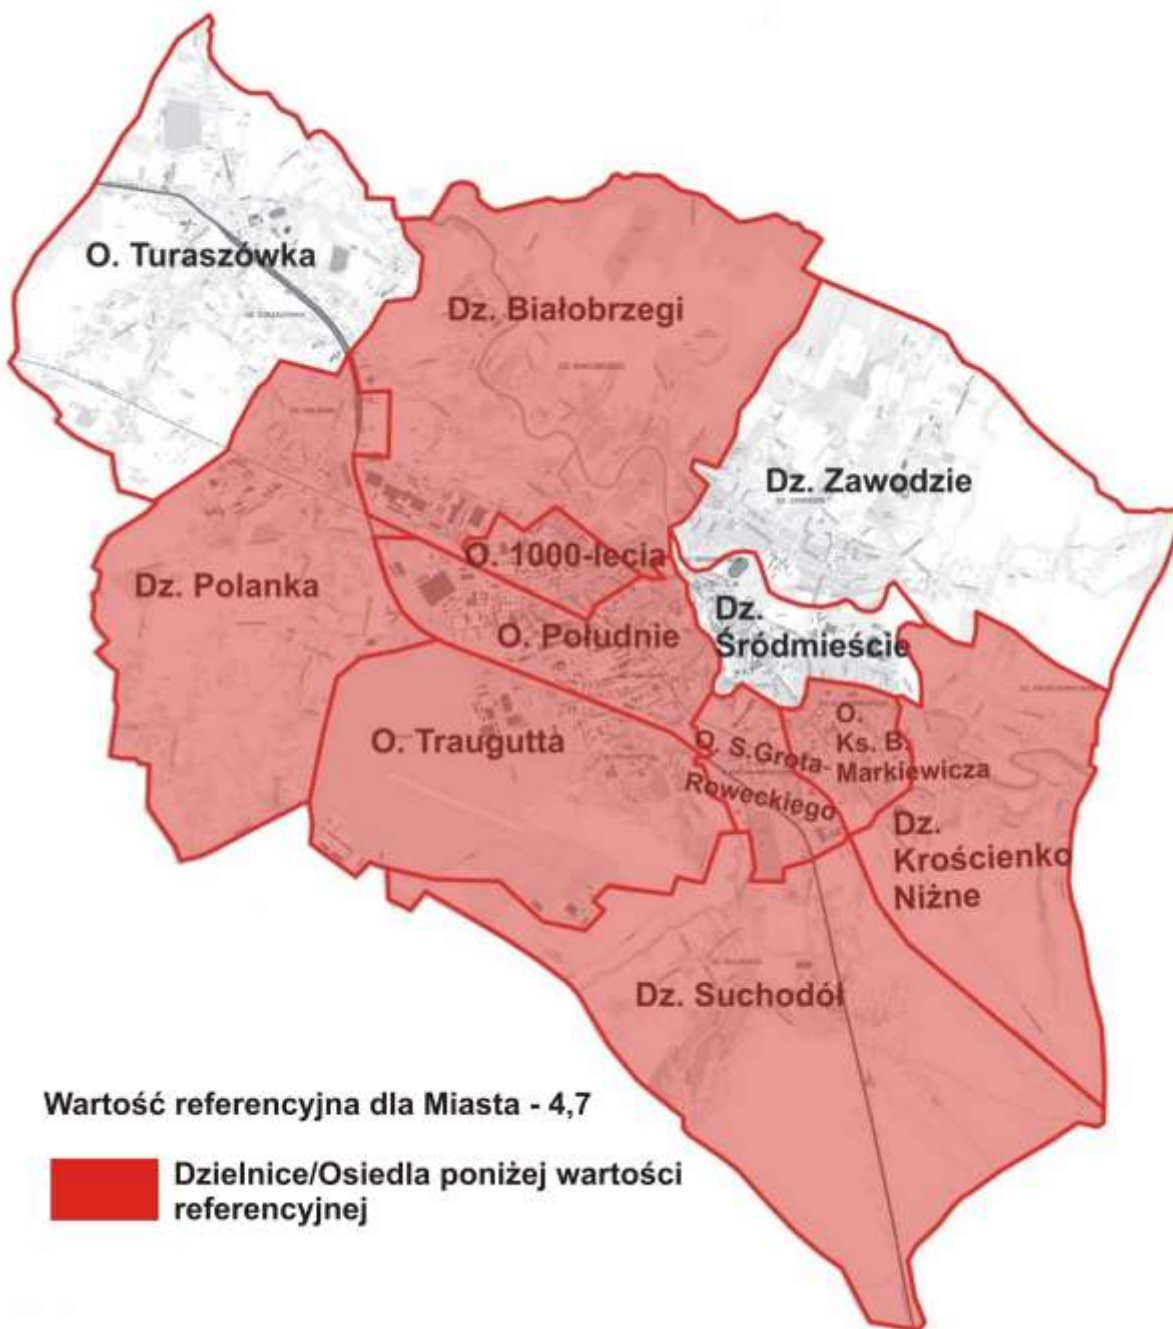 O. Turaszówka
Dz. Białobrzegi
Dz. Zawodzie
O. 1000-lecia
Dz. Polanka
Dz.
Śródmieście
O. Południe
O. Traugutta
O. S.Grota-
Roweckiego
O.
Ks. B.
Markiewicza
Dz.
Krościenko
Niżne
Dz. Suchodół
Wartość referencyjna dla Miasta - 4,7
Dzielnice/Osiedla poniżej wartości
referencyjnej